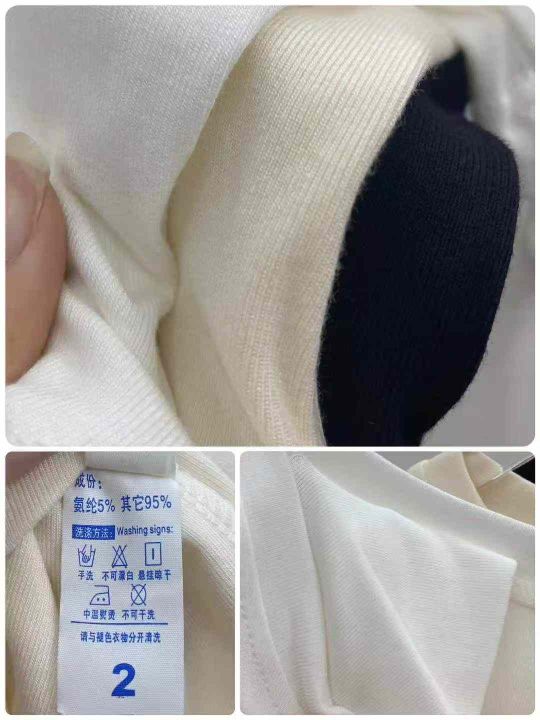 成份:
氨纶5% 其它95%
洗涤方法: Washing signs:
手洗 不可漂白 悬挂晾干
中温熨烫 不可干洗
请与褪色衣物分开清洗
2